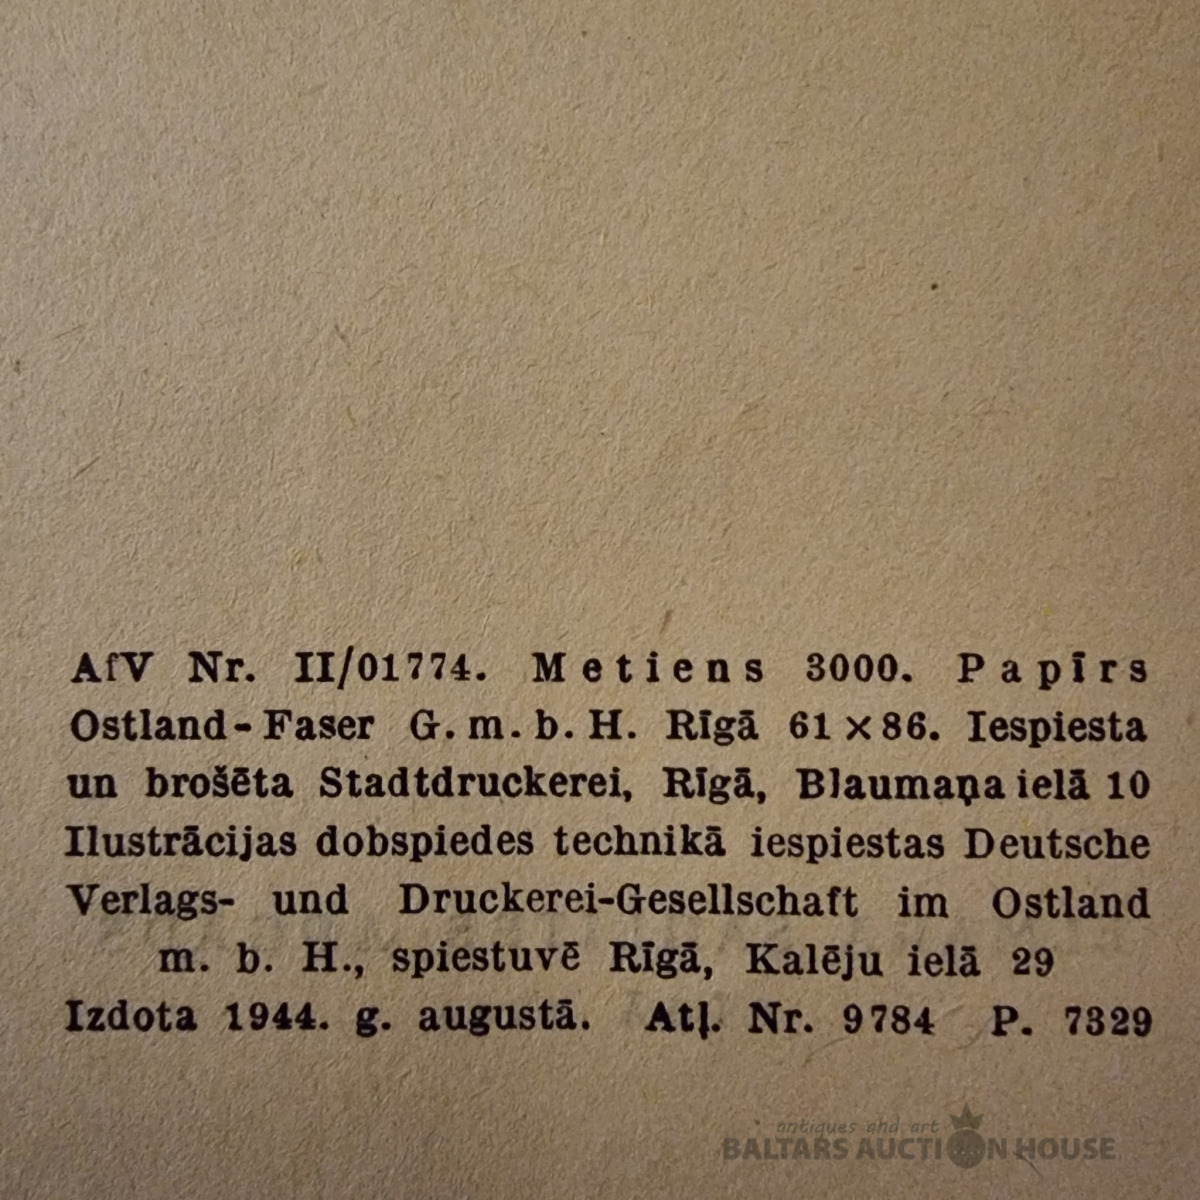 AfV Nr. II/01774. Metiens 3000. Papīrs
Ostland-Faser G. m. b. H. Rīgā 61 × 86. Iespiesta
un brošēta Stadtdruckerei, Rīgā, Blaumaņa ielā 10
Ilustrācijas dobspiedes technikā iespiestas Deutsche
Verlags- und Druckerei-Gesellschaft im Ostland
m. b. H., spiestuvē Rīgā, Kalēju ielā 29
Izdota 1944. g. augustā. Atļ. Nr. 9784 P. 7329
antiques and art
BALTARS AUCTION HOUSE